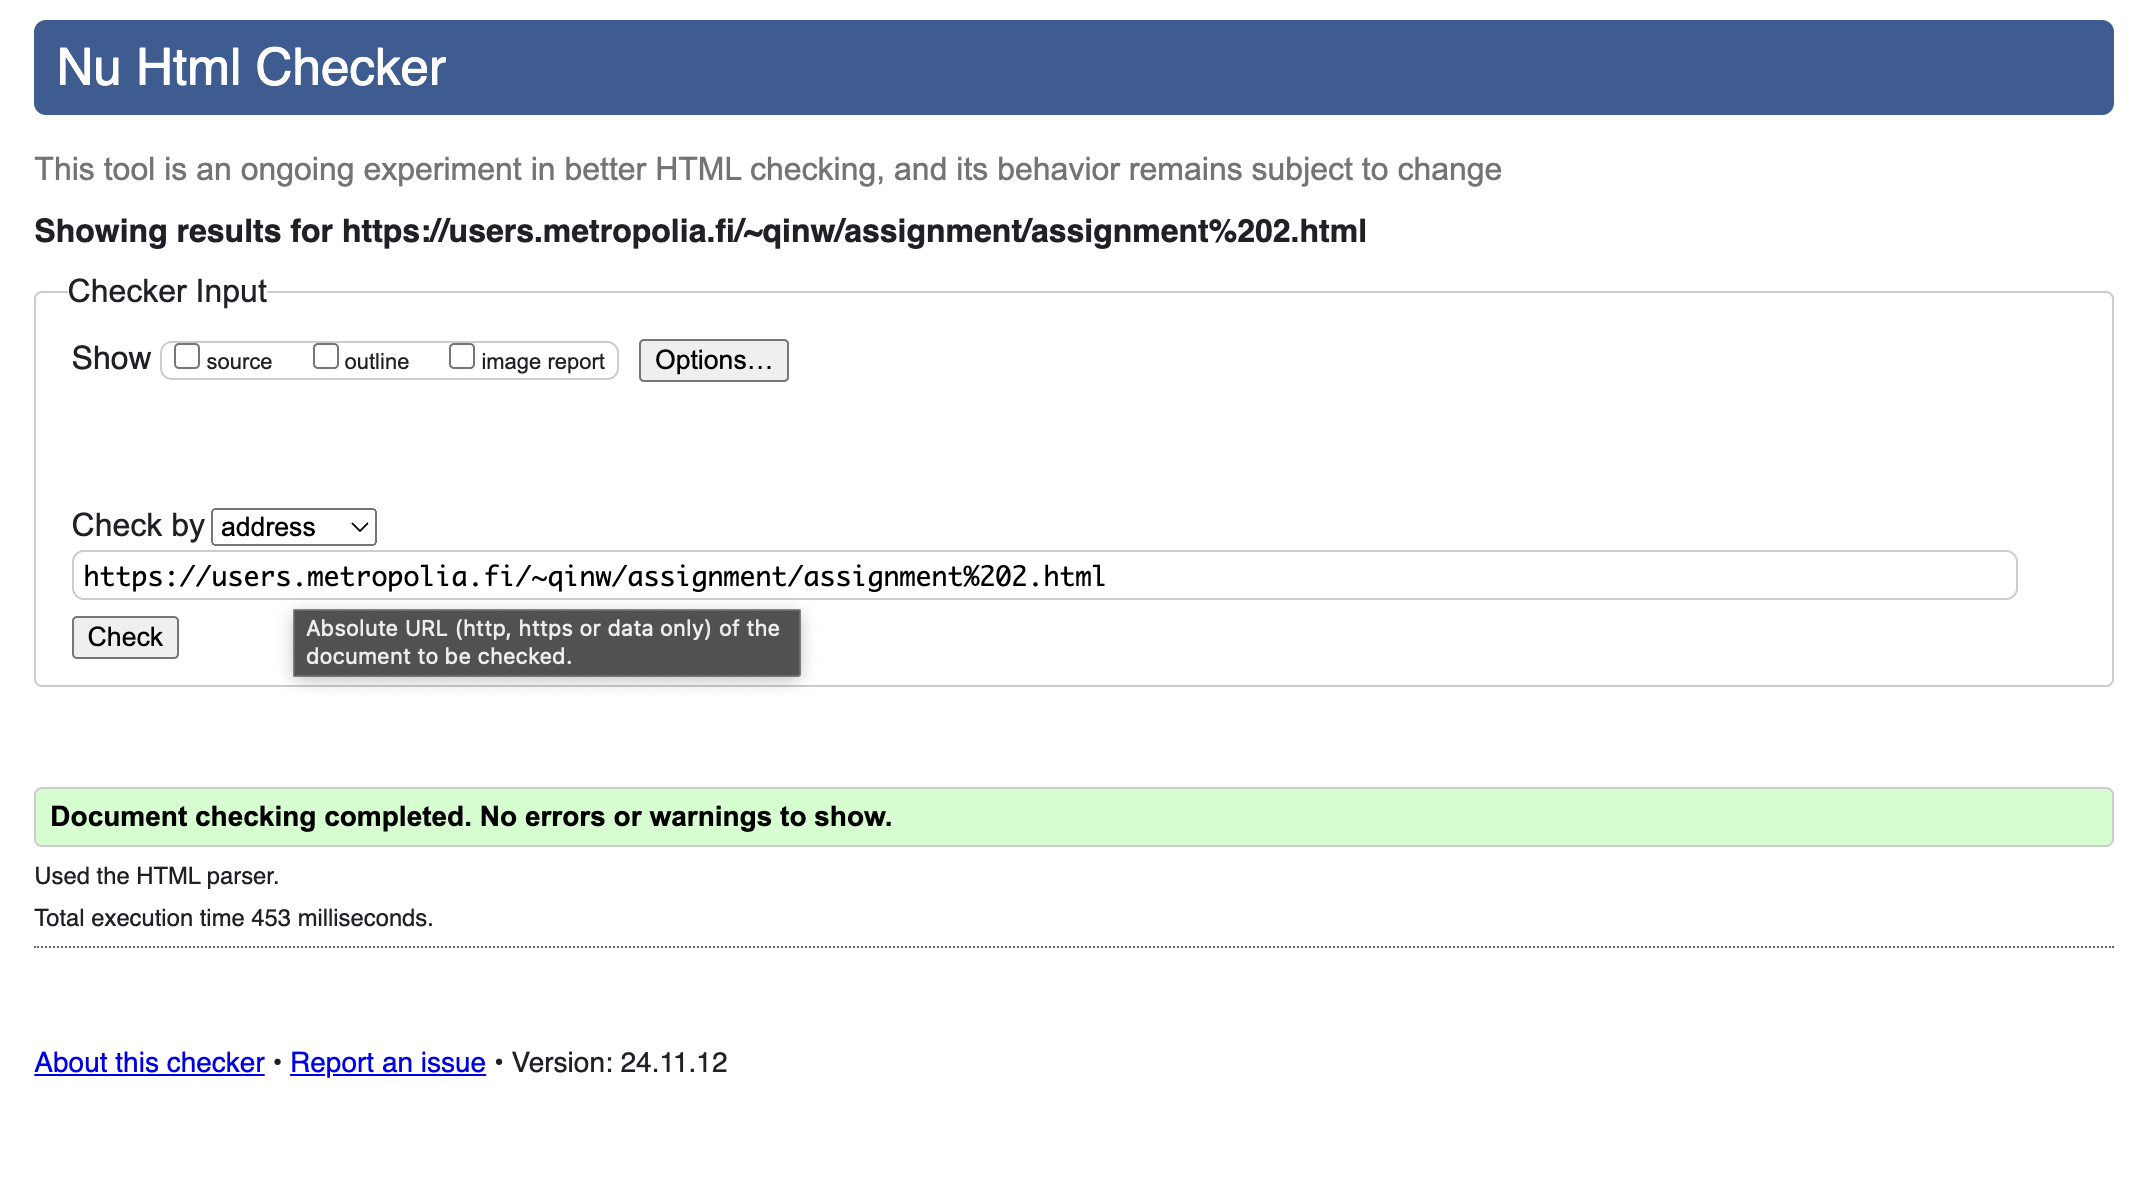 Nu Html Checker
This tool is an ongoing experiment in better HTML checking, and its behavior remains subject to change
Showing results for https://users.metropolia.fi/~qinw/assignment/assignment%202.html
Checker Input
Show source outline image report Options…
Check by address
https://users.metropolia.fi/~qinw/assignment/assignment%202.html
Check
Absolute URL (http, https or data only) of the
document to be checked.
Document checking completed. No errors or warnings to show.
Used the HTML parser.
Total execution time 453 milliseconds.
About this checker • Report an issue • Version: 24.11.12